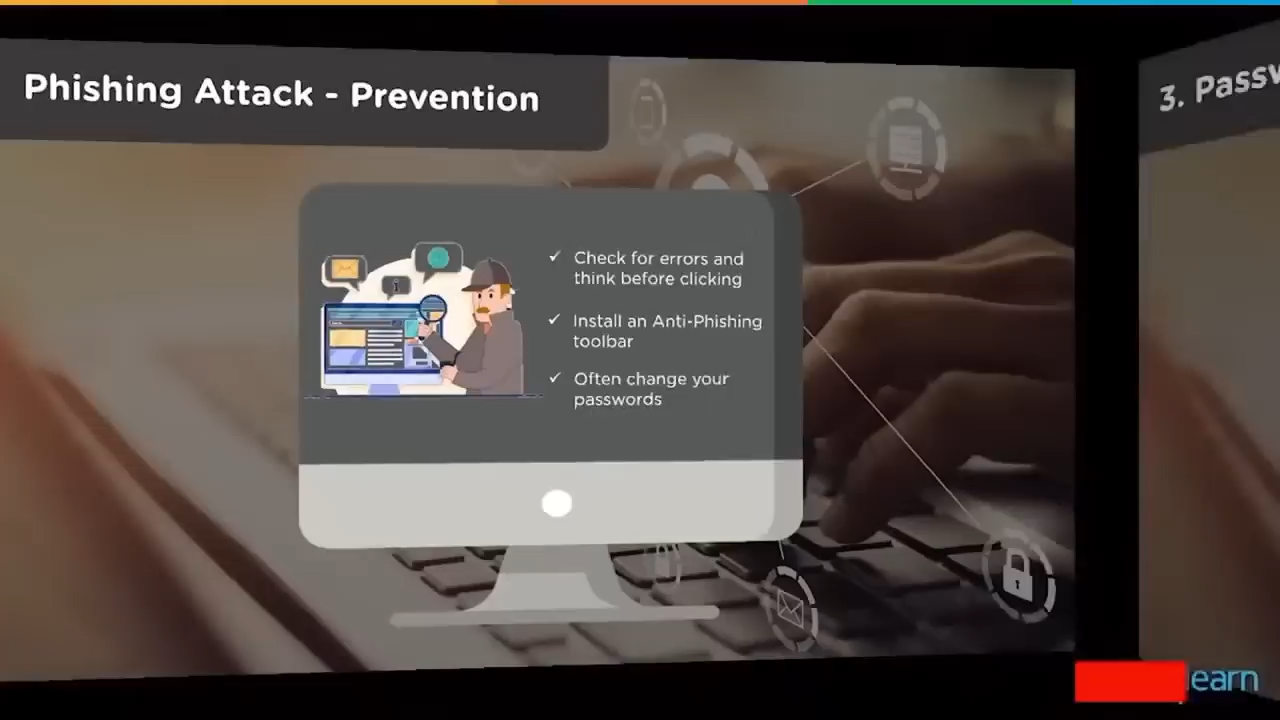 Phishing Attack - Prevention
3. Passw
✓ Check for errors and
think before clicking
✓ Install an Anti-Phishing
toolbar
✓ Often change your
passwords
earn